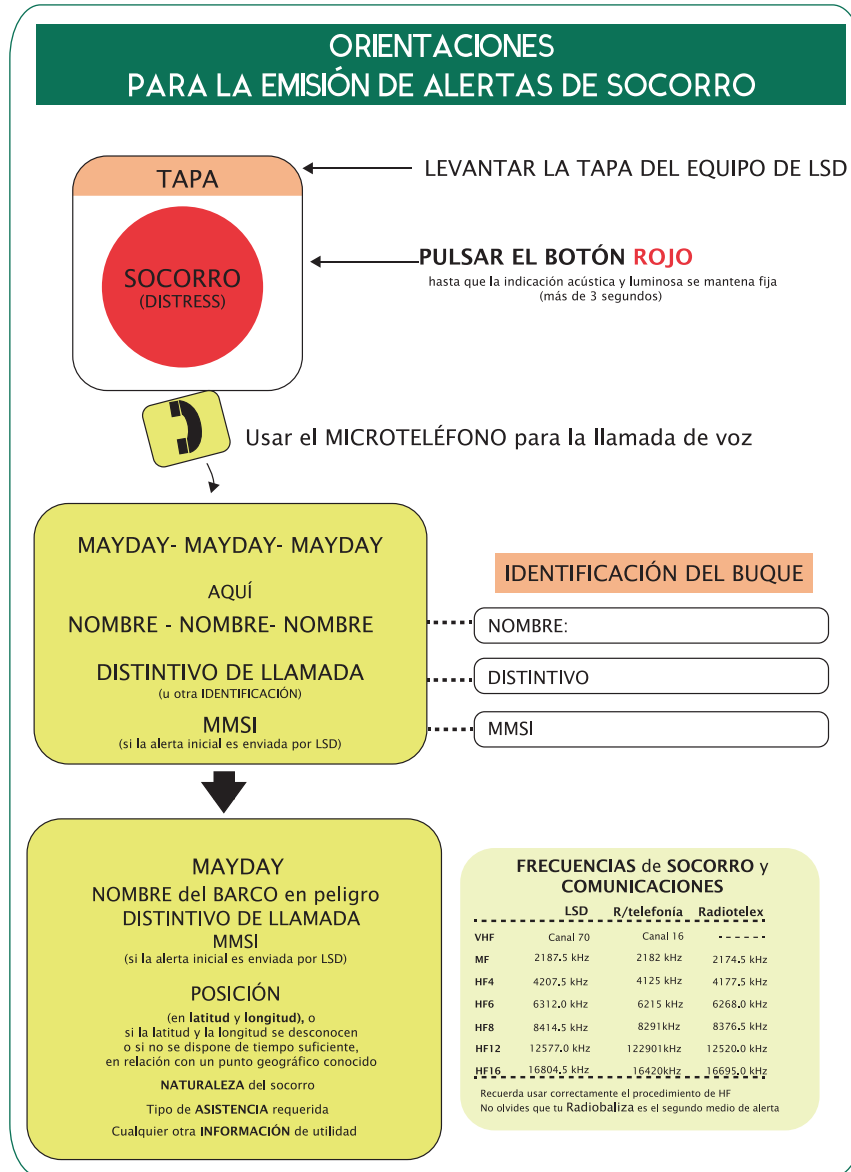 ORIENTACIONES
PARA LA EMISIÓN DE ALERTAS DE SOCORRO
TAPA
LEVANTAR LA TAPA DEL EQUIPO DE LSD
SOCORRO
(DISTRESS)
PULSAR EL BOTÓN ROJO
hasta que la indicación acústica y luminosa se mantena fija
(más de 3 segundos)
Usar el MICROTELÉFONO para la llamada de voz
MAYDAY- MAYDAY- MAYDAY
AQUÍ
NOMBRE - NOMBRE- NOMBRE
DISTINTIVO DE LLAMADA
(u otra IDENTIFICACIÓN)
MMSI
(si la alerta inicial es enviada por LSD)
IDENTIFICACIÓN DEL BUQUE
NOMBRE:
DISTINTIVO
MMSI
MAYDAY
NOMBRE del BARCO en peligro
DISTINTIVO DE LLAMADA
MMSI
(si la alerta inicial es enviada por LSD)
POSICIÓN
(en latitud y longitud), o
si la latitud y la longitud se desconocen
o si no se dispone de tiempo suficiente,
en relación con un punto geográfico conocido
NATURALEZA del socorro
Tipo de ASISTENCIA requerida
Cualquier otra INFORMACIÓN de utilidad
FRECUENCIAS de SOCORRO y
COMUNICACIONES
LSD R/telefonía Radiotelex
VHF Canal 70 Canal 16 ------
MF 2187.5 kHz 2182 kHz 2174.5 kHz
HF4 4207.5 kHz 4125 kHz 4177.5 kHz
HF6 6312.0 kHz 6215 kHz 6268.0 kHz
HF8 8414.5 kHz 8291kHz 8376.5 kHz
HF12 12577.0 kHz 122901kHz 12520.0 kHz
HF16 16804.5 kHz 16420kHz 16695.0 kHz
Recuerda usar correctamente el procedimiento de HF
No olvides que tu Radiobaliza es el segundo medio de alerta